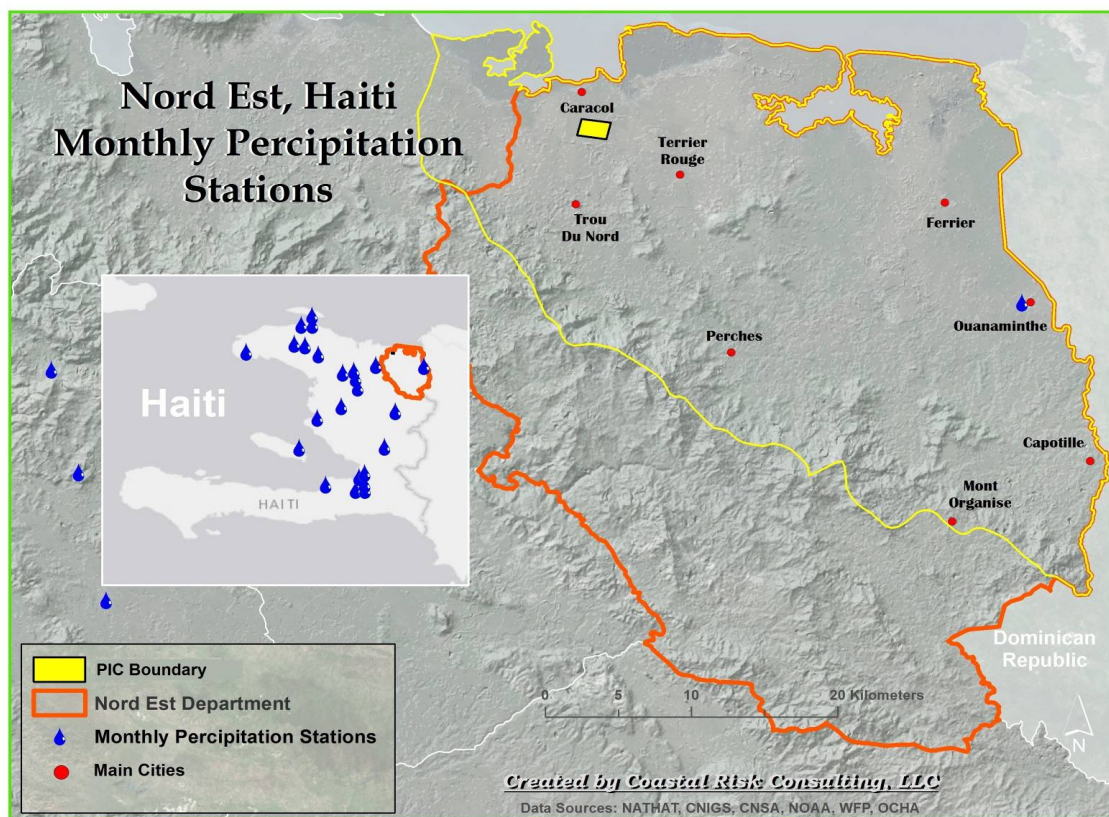 Nord Est, Haiti
Monthly Percipitation
Stations
Caracol
Terrier
Rouge
Trou
Du Nord
Ferrier
Ouanaminthe
Perches
Capotille
Mont
Organise
Haiti
HAITI
Dominican
Republic
PIC Boundary
Nord Est Department
Monthly Percipitation Stations
Main Cities
0 5 10 20 Kilometers
N
Created by Coastal Risk Consulting, LLC
Data Sources: NATHAT, CNIGS, CNSA, NOAA, WFP, OCHA